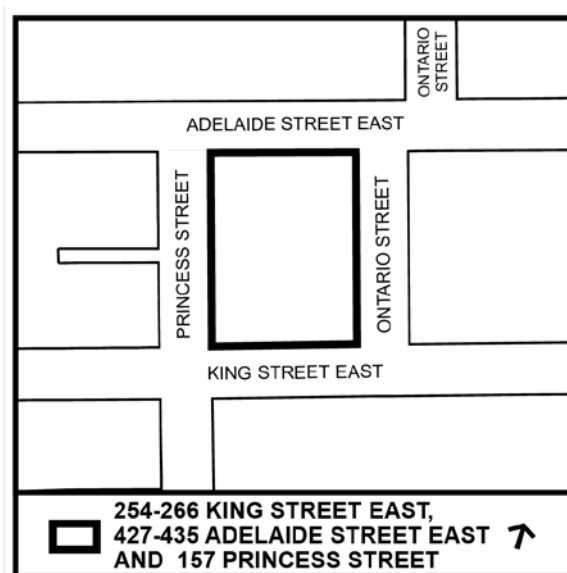 ONTARIO
STREET
ADELAIDE STREET EAST
PRINCESS STREET
ONTARIO STREET
KING STREET EAST
254-266 KING STREET EAST,
427-435 ADELAIDE STREET EAST
AND 157 PRINCESS STREET